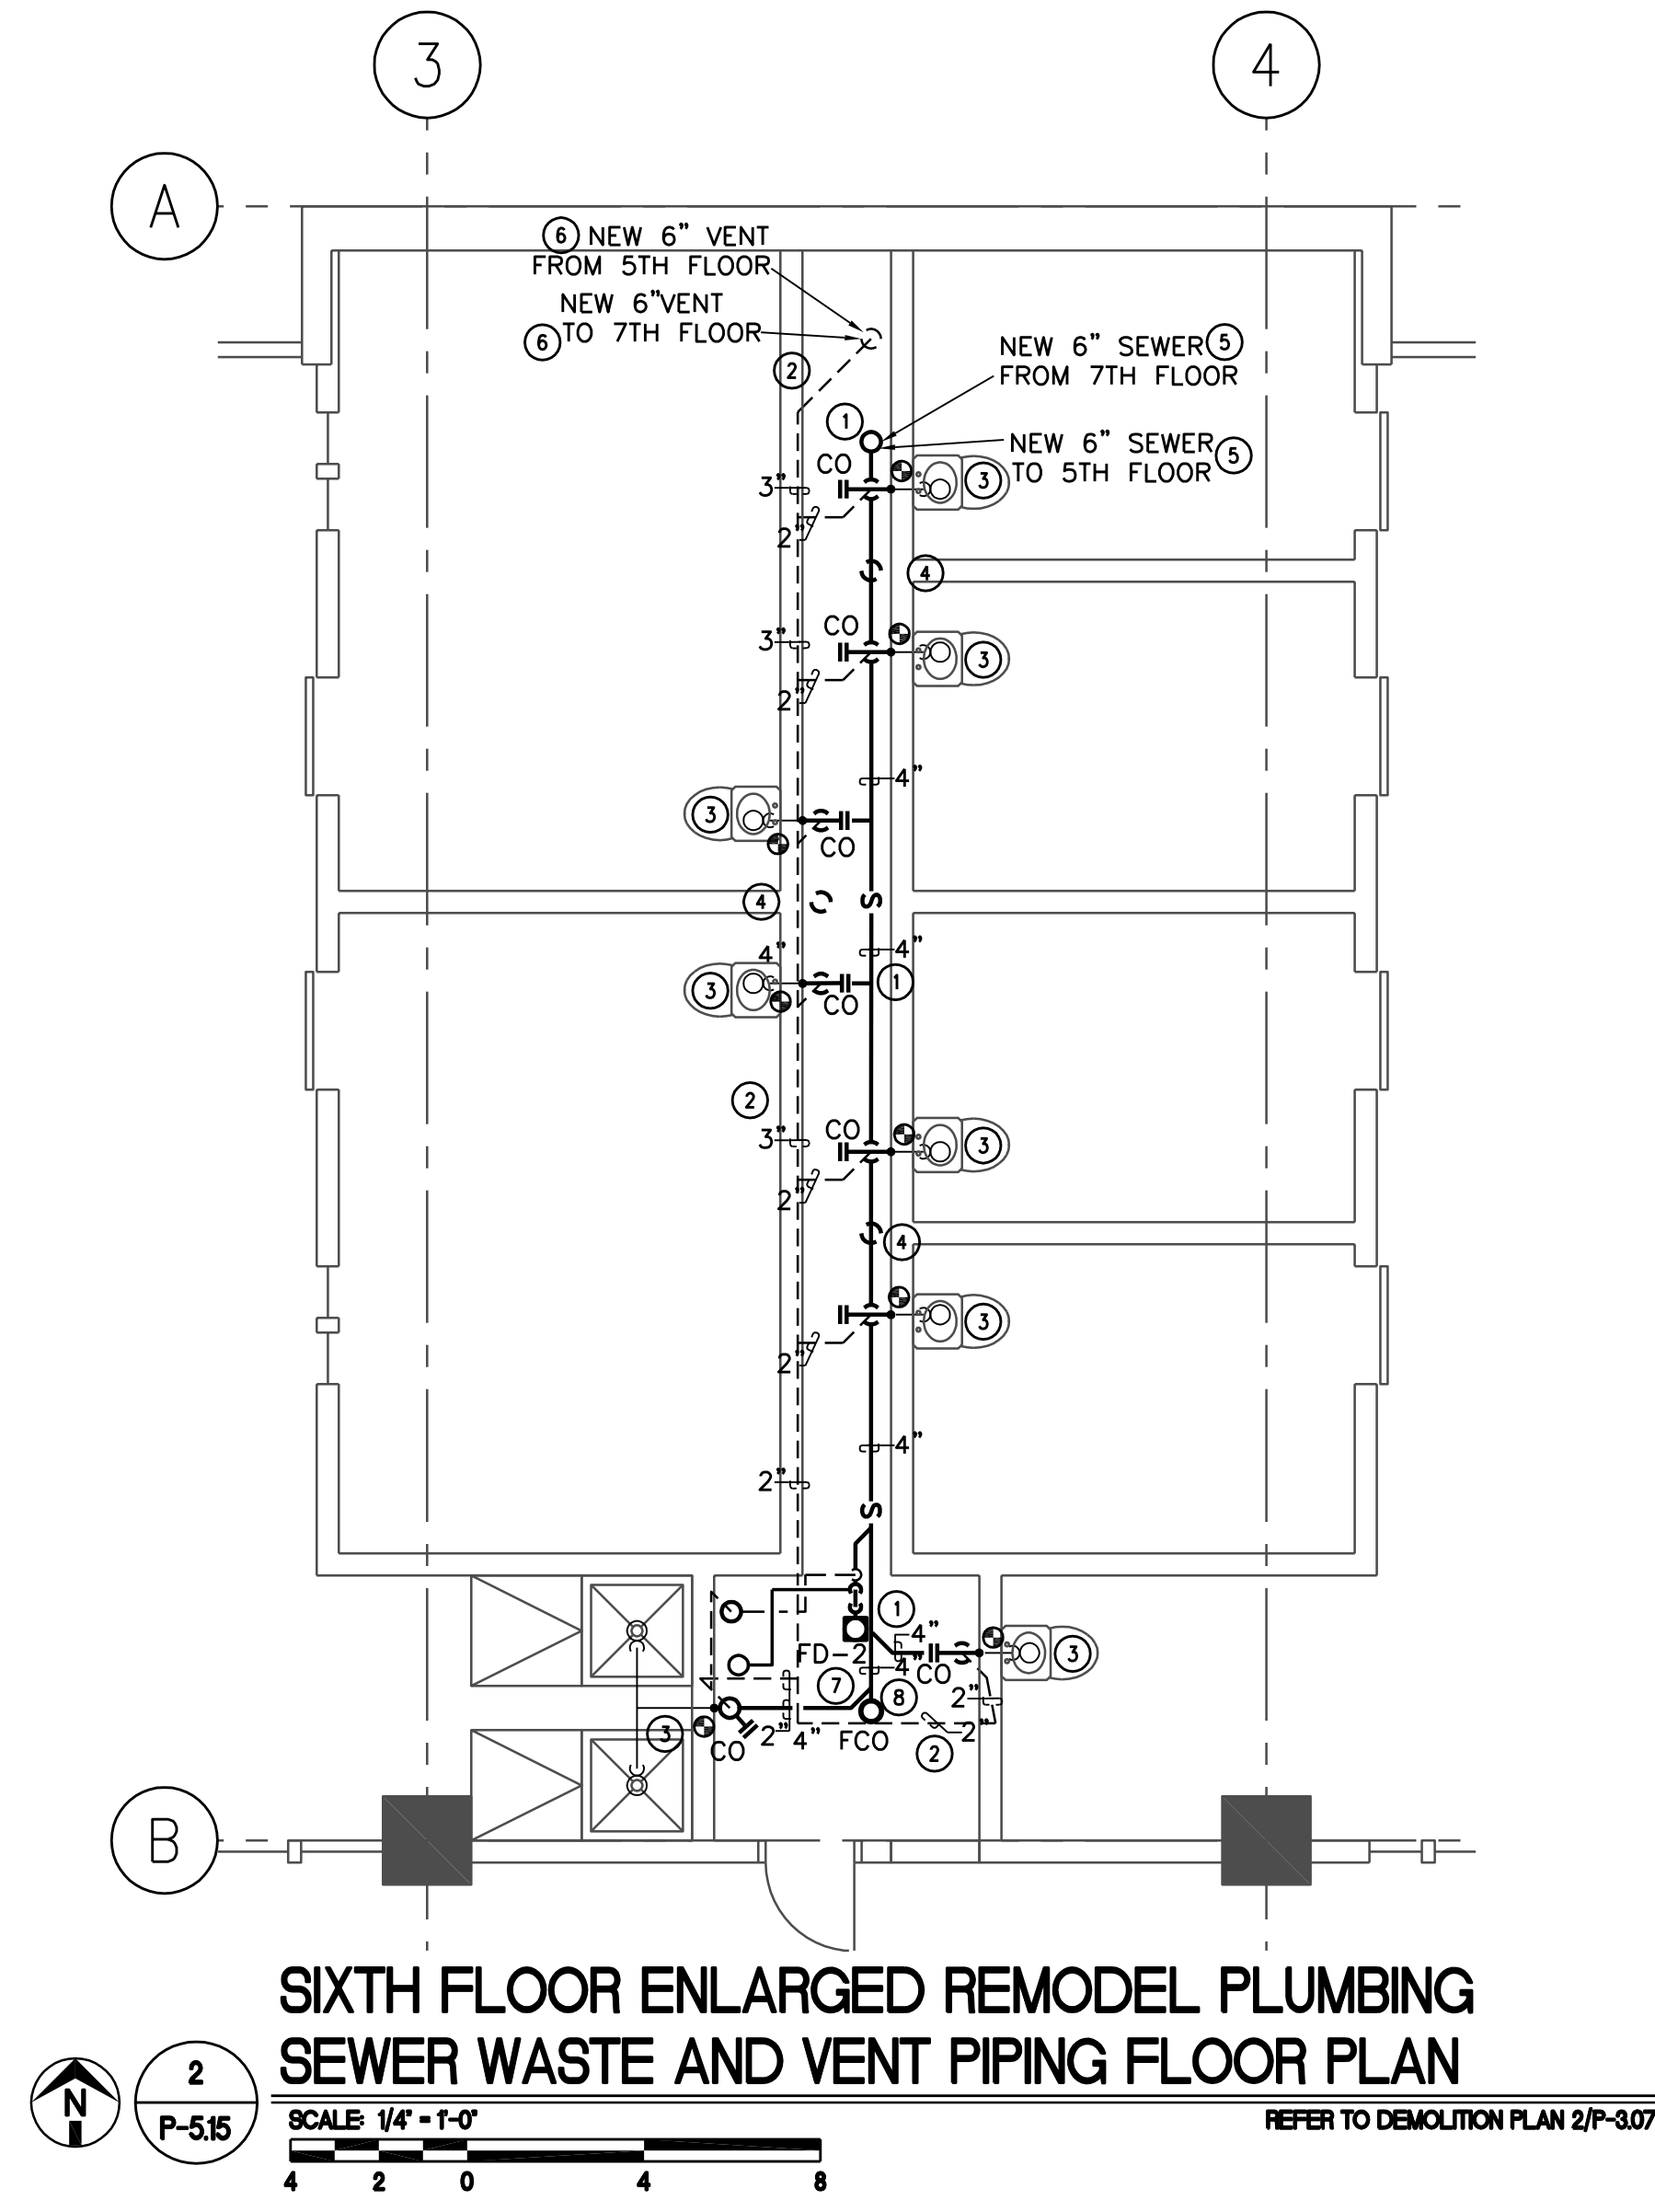 3
4
A
6 NEW 6" VENT
FROM 5TH FLOOR
NEW 6"VENT
6 TO 7TH FLOOR
2
NEW 6" SEWER 5
FROM 7TH FLOOR
1
NEW 6" SEWER 5
TO 5TH FLOOR
CO
3"
3
2"
4
CO
3"
3
2"
4"
3
CO
4
S
4"
4"
3
1
CO
2
CO
3"
3
2"
4
3
2"
4"
2"
S
1
4"
FD-2
4"
CO
3
7
8
2"
3
2"
4"
FCO
2"
CO
2
B
SIXTH FLOOR ENLARGED REMODEL PLUMBING
SEWER WASTE AND VENT PIPING FLOOR PLAN
N
2
P-5.15
SCALE: 1/4" = 1'-0"
REFER TO DEMOLITION PLAN 2/P-3.07
4 2 0 4 8